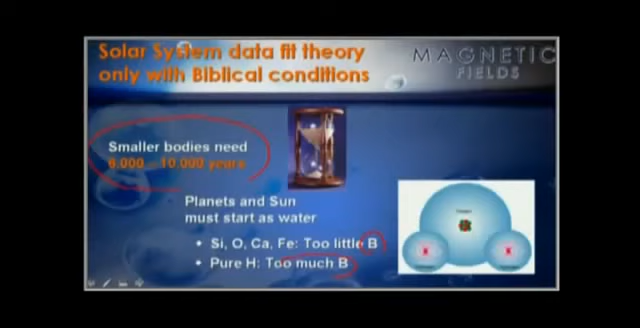 Solar System data fit theory
only with Biblical conditions
MAGNETIC
FIELDS
Smaller bodies need
6,000 – 10,000 years
Planets and Sun
must start as water
• Si, O, Ca, Fe: Too little B
• Pure H: Too much B